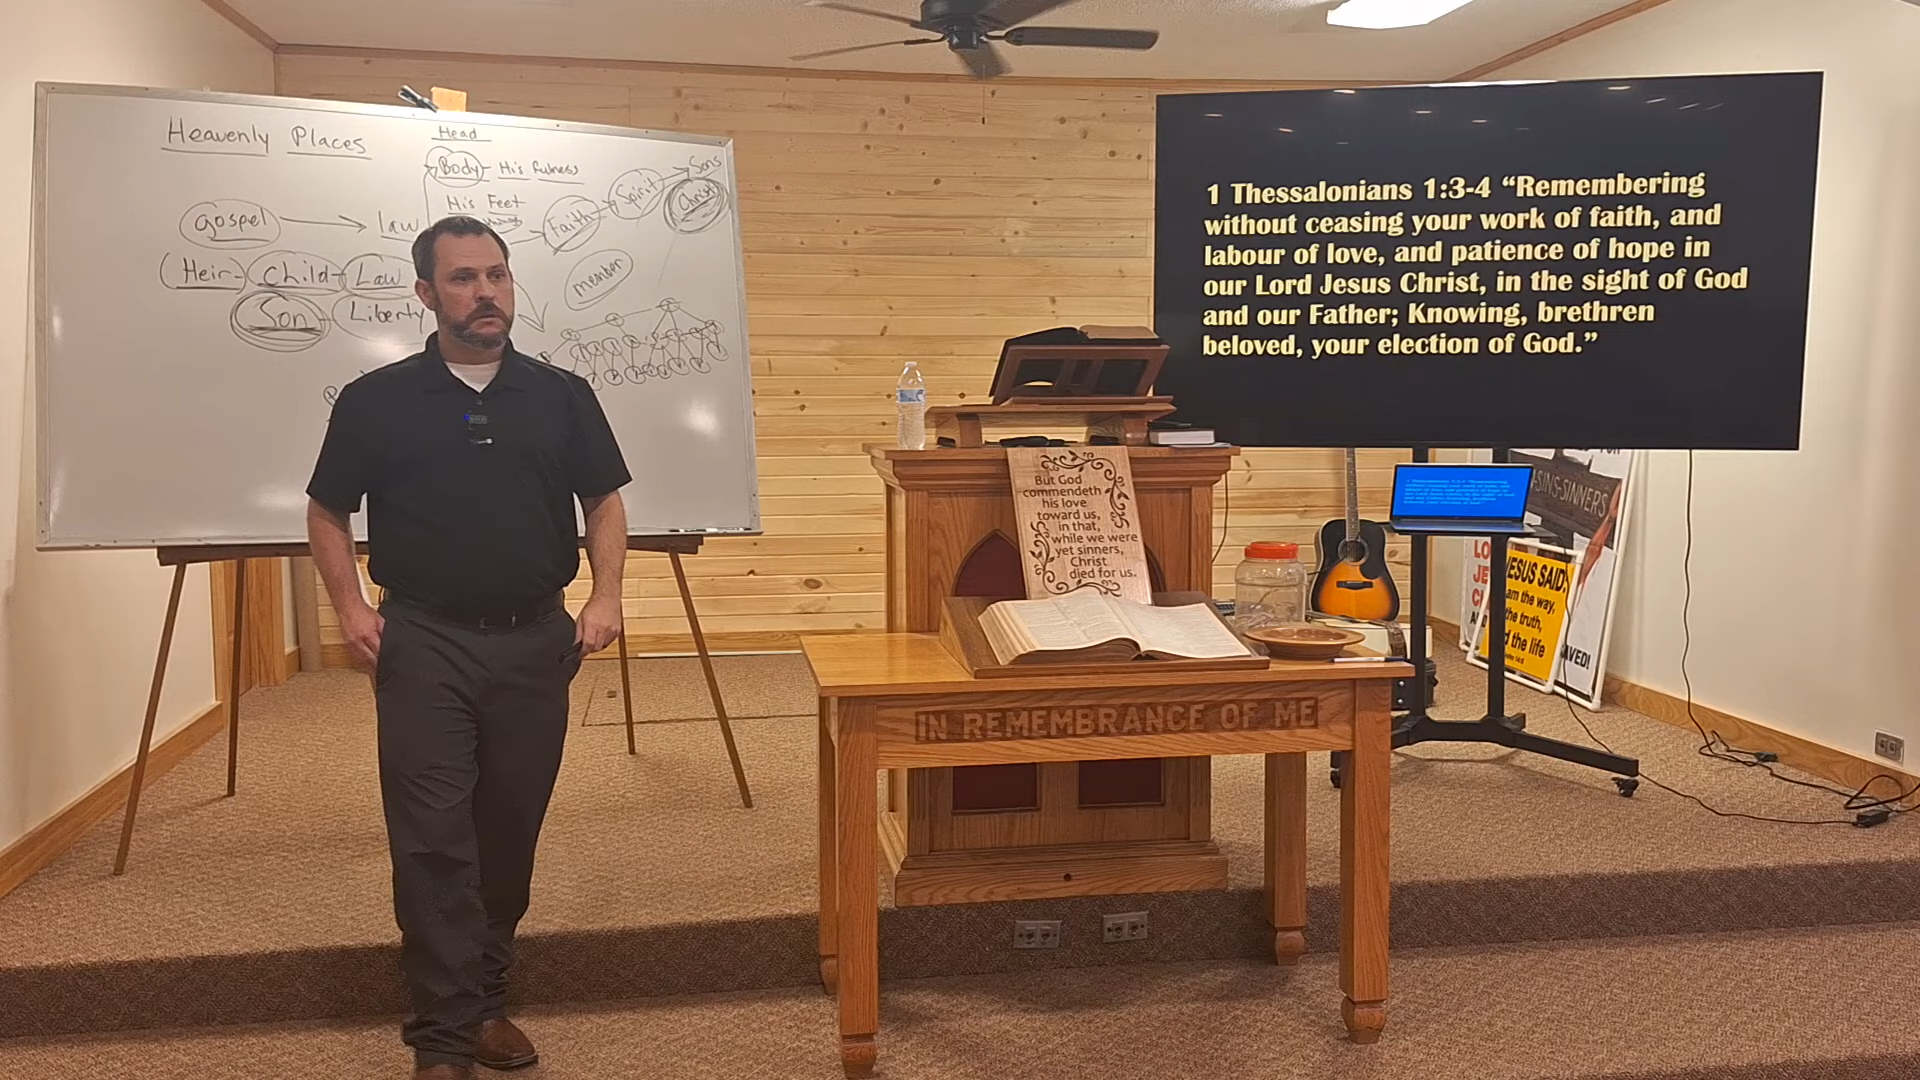 Heavenly Places
Head
Body - His fulness
His Feet
things
gospel → law
Faith → Spirit → Sons
Christ
(Heir - Child - Law
Son - Liberty
member
1 Thessalonians 1:3-4 “Remembering
without ceasing your work of faith, and
labour of love, and patience of hope in
our Lord Jesus Christ, in the sight of God
and our Father; Knowing, brethren
beloved, your election of God.”
But God
commendeth
his love
toward us,
in that,
while we were
yet sinners,
Christ
died for us.
IN REMEMBRANCE OF ME
SINS-SINNERS
JESUS SAID:
am the way,
the truth,
the life